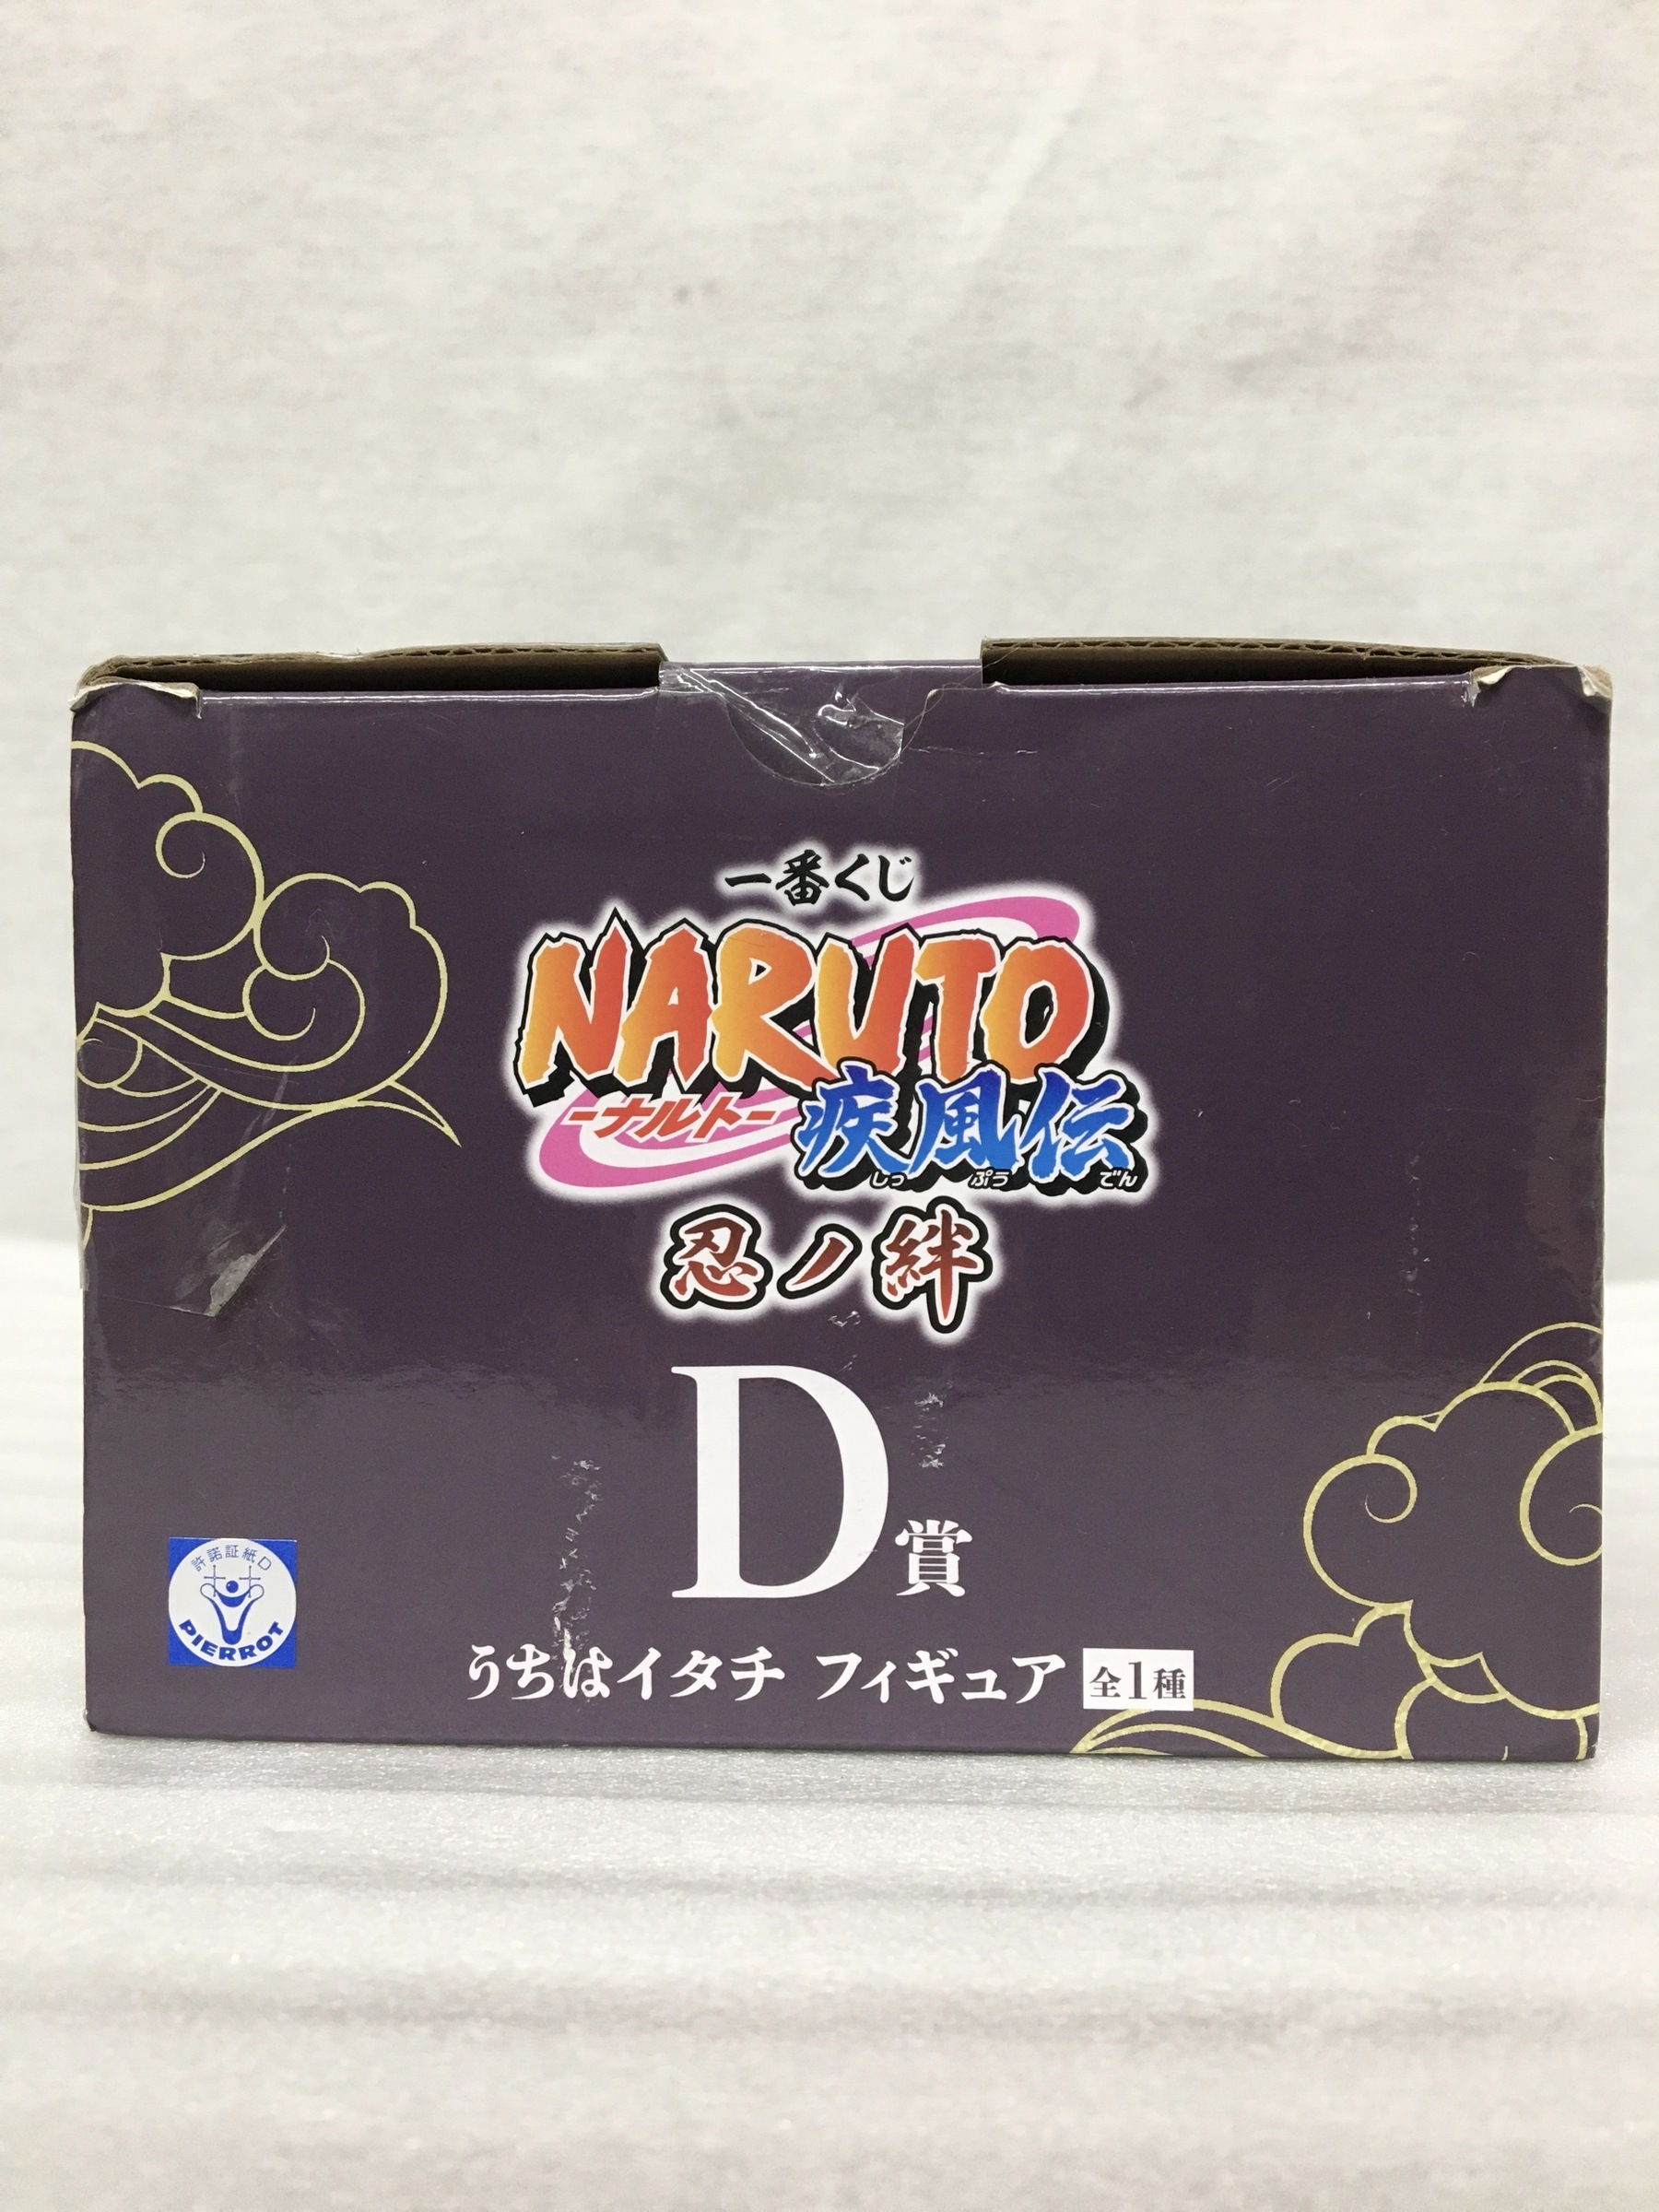 一番くじ
NARUTO
-ナルト-
疾風伝
しっ ぷう でん
忍ノ絆
D賞
許諾証紙D
PIERROT
うちはイタチ フィギュア 全1種